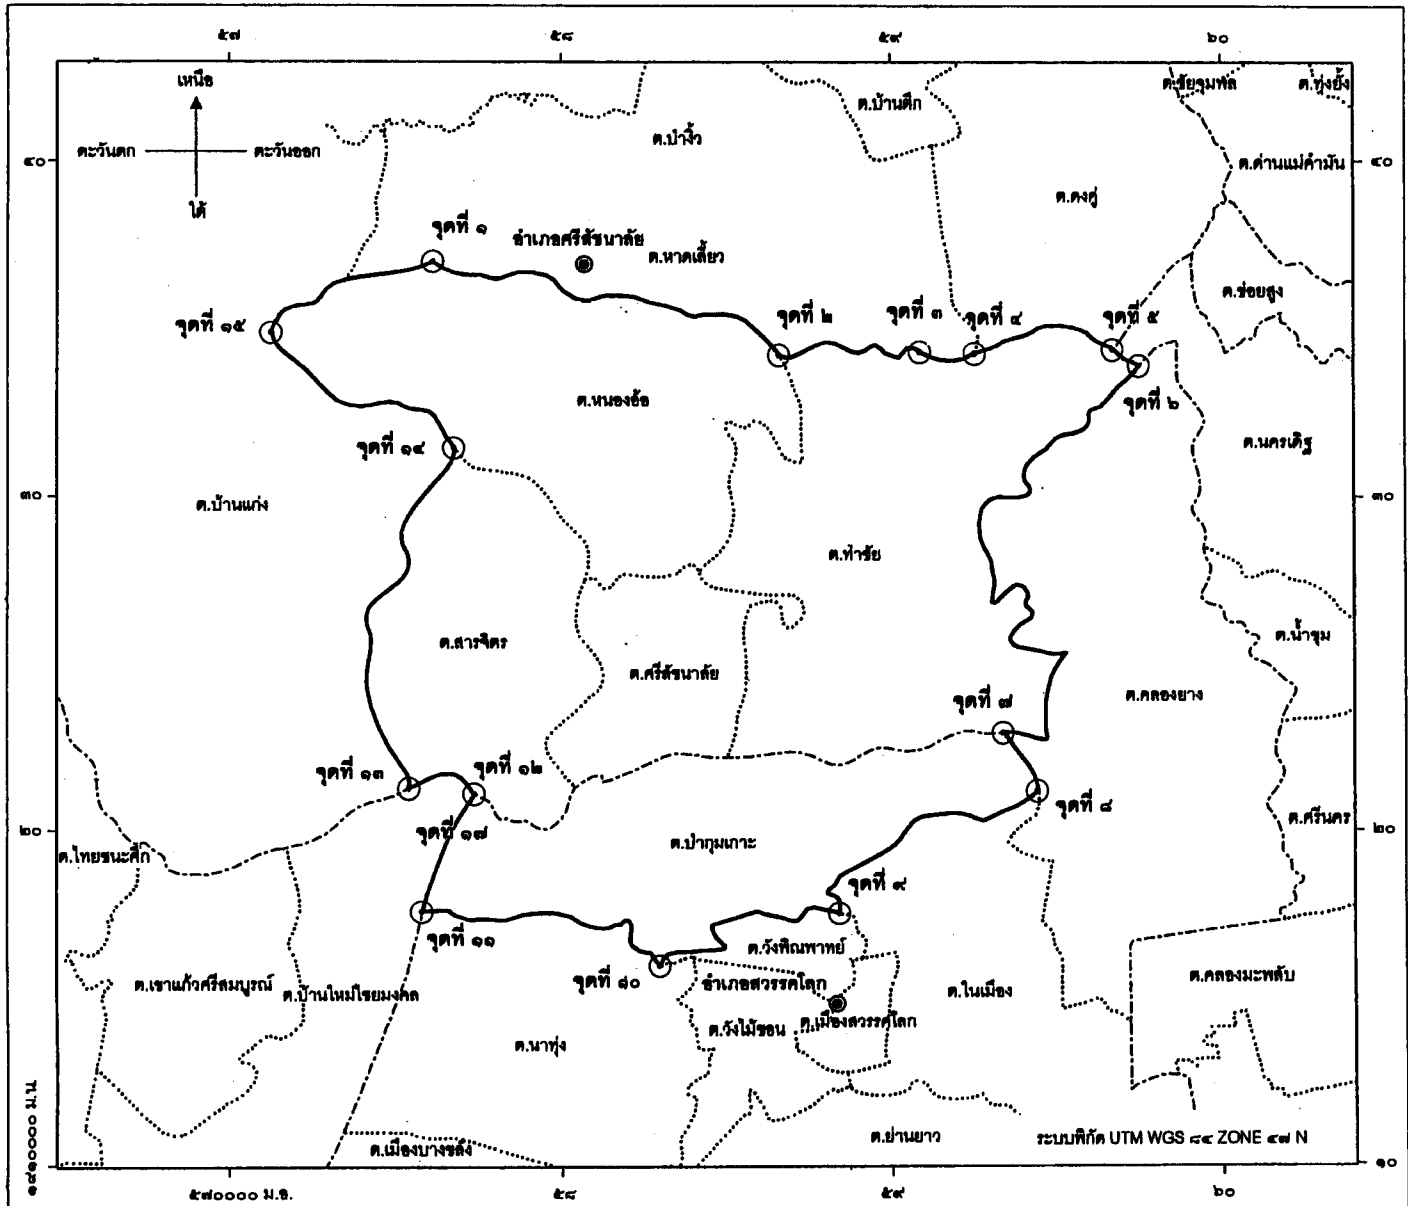 ๕๗ ๕๘ ๕๙ ๖๐
เหนือ
ตะวันตก ตะวันออก
ใต้
ต.ชัยจุมพล ต.ทุ่งยั้ง
ต.บ้านตึก
ต.ป่างิ้ว
๔๐ ต.ด่านแม่คำมัน ๔๐
ต.ดงคู่
จุดที่ ๑ อำเภอศรีสัชนาลัย
ต.หาดเสี้ยว
ต.ช่อยสูง
จุดที่ ๑๕ จุดที่ ๒ จุดที่ ๓ จุดที่ ๔ จุดที่ ๕
ต.หนองอ้อ จุดที่ ๖
จุดที่ ๑๔ ต.นครเดิฐ
๓๐ ต.บ้านแก่ง ๓๐
ต.ท่าชัย
ต.สารจิตร ต.น้ำชุม
ต.ศรีสัชนาลัย
จุดที่ ๗ ต.คลองยาง
จุดที่ ๑๓ จุดที่ ๑๒
จุดที่ ๘
ต.ศรีนคร
๒๐ จุดที่ ๑๗ ๒๐
ต.ป่ากุมเกาะ
ต.ไทยชนะศึก
จุดที่ ๙
จุดที่ ๑๑ ต.วังพิณพาทย์
จุดที่ ๑๐ อำเภอสวรรคโลก ต.คลองมะพลับ
ต.เขาแก้วศรีสมบูรณ์ ต.บ้านใหม่ไชยมงคล ต.ในเมือง
ต.วังไม้ขอน ต.เมืองสวรรคโลก
ต.นาทุ่ง
๑๙๑๐๐๐๐ ม.น.
ต.เมืองบางขลัง ต.ย่านยาว ระบบพิกัด UTM WGS ๘๔ ZONE ๔๗ N
๑๐
๕๗๐๐๐๐ ม.อ. ๕๘ ๕๙ ๖๐